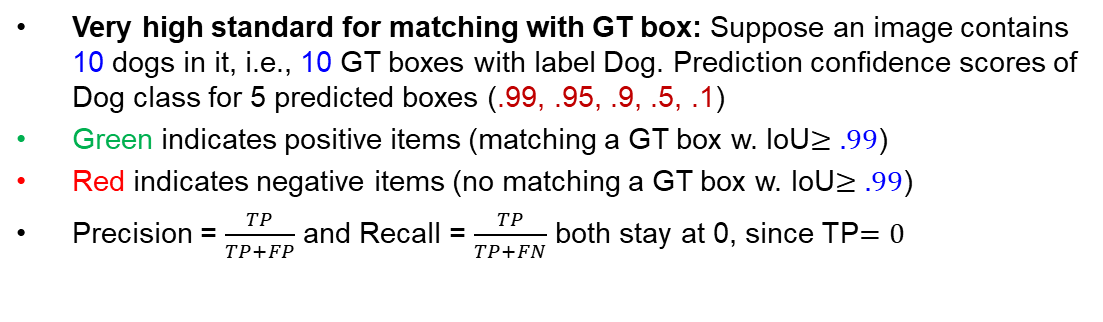 • Very high standard for matching with GT box: Suppose an image contains
10 dogs in it, i.e., 10 GT boxes with label Dog. Prediction confidence scores of
Dog class for 5 predicted boxes (.99, .95, .9, .5, .1)
• Green indicates positive items (matching a GT box w. IoU≥ .99)
• Red indicates negative items (no matching a GT box w. IoU≥ .99)
• Precision = TP/TP+FP and Recall = TP/TP+FN both stay at 0, since TP= 0